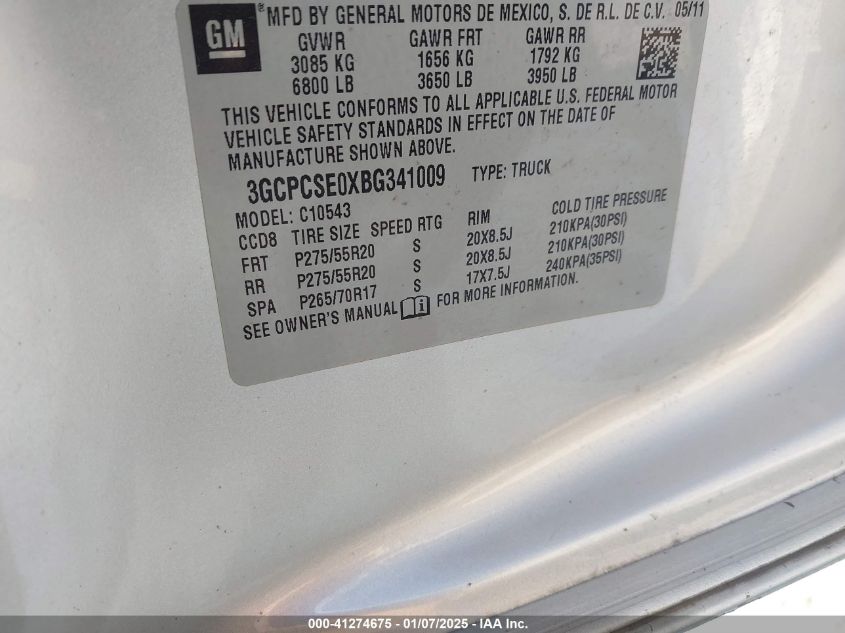 GM
® MFD BY GENERAL MOTORS DE MEXICO, S. DE R.L. DE C.V. 05/11
GVWR GAWR FRT GAWR RR
3085 KG 1656 KG 1792 KG
6800 LB 3650 LB 3950 LB
THIS VEHICLE CONFORMS TO ALL APPLICABLE U.S. FEDERAL MOTOR
VEHICLE SAFETY STANDARDS IN EFFECT ON THE DATE OF
MANUFACTURE SHOWN ABOVE.
3GCPCSE0XBG341009 TYPE: TRUCK
MODEL: C10543
CCD8 TIRE SIZE SPEED RTG RIM COLD TIRE PRESSURE
FRT P275/55R20 S 20X8.5J 210KPA(30PSI)
RR P275/55R20 S 20X8.5J 210KPA(30PSI)
SPA P265/70R17 S 17X7.5J 240KPA(35PSI)
SEE OWNER'S MANUAL FOR MORE INFORMATION.
000-41274675 (US) - 01/07/2025 - IAAI.COM